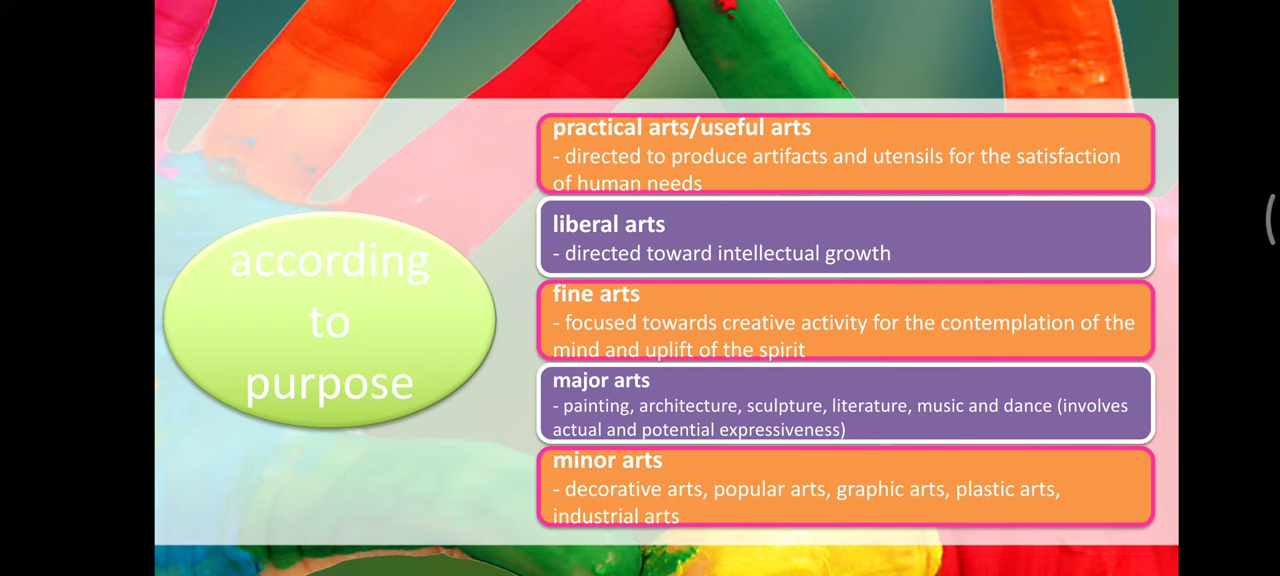 according
to
purpose
practical arts/useful arts
- directed to produce artifacts and utensils for the satisfaction
of human needs
liberal arts
- directed toward intellectual growth
fine arts
- focused towards creative activity for the contemplation of the
mind and uplift of the spirit
major arts
- painting, architecture, sculpture, literature, music and dance (involves
actual and potential expressiveness)
minor arts
- decorative arts, popular arts, graphic arts, plastic arts,
industrial arts